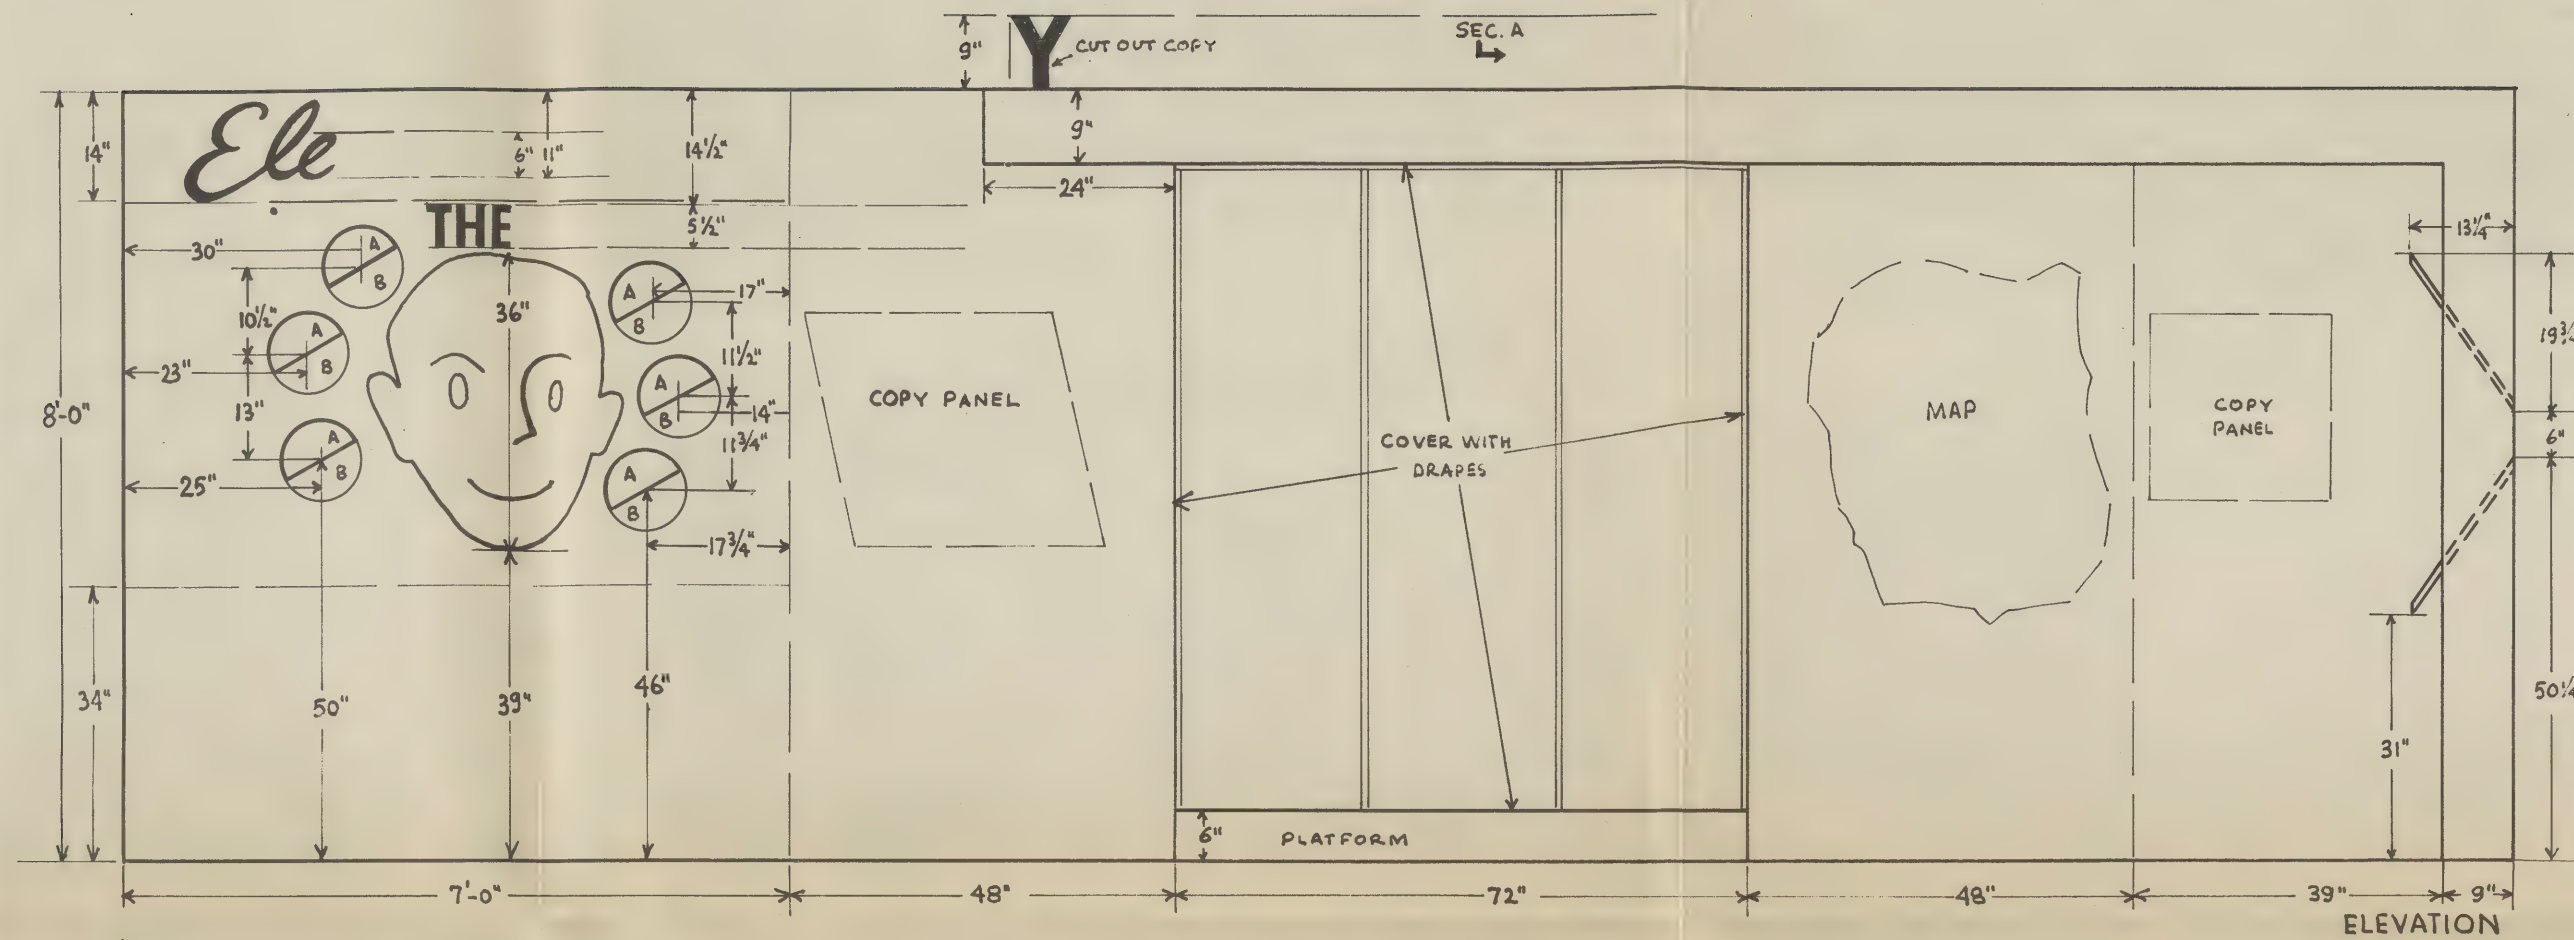 9"
Y
CUT OUT COPY
SEC. A
14"
Ele
6"
11"
14½"
9"
24"
THE
5½"
30"
A
B
10½"
23"
A
B
13"
25"
A
B
8'-0"
36"
A
B
17"
11½"
A
B
14"
11¾"
A
B
17¾"
COPY PANEL
COVER WITH
DRAPES
MAP
COPY
PANEL
13¼"
6"
34"
50"
39"
46"
31"
6"
PLATFORM
7'-0"
48"
72"
48"
39"
9"
ELEVATION